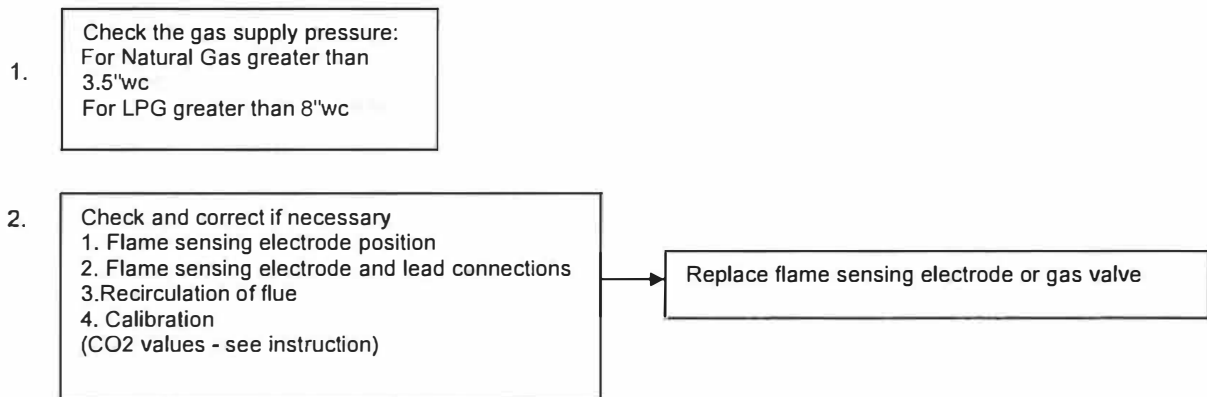 1.
Check the gas supply pressure:
For Natural Gas greater than
3.5"wc
For LPG greater than 8"wc
2.
Check and correct if necessary
1. Flame sensing electrode position
2. Flame sensing electrode and lead connections
3.Recirculation of flue
4. Calibration
(CO2 values - see instruction)
Replace flame sensing electrode or gas valve